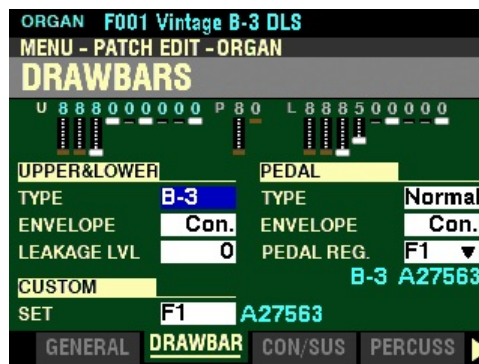 ORGAN F001 Vintage B-3 DLS
MENU - PATCH EDIT - ORGAN
DRAWBARS
U 888000000 P 80 L 888500000
UPPER&LOWER PEDAL
TYPE B-3 TYPE Normal
ENVELOPE Con. ENVELOPE Con.
LEAKAGE LVL 0 PEDAL REG. F1 ▼
B-3 A27563
CUSTOM
SET F1 A27563
GENERAL DRAWBAR CON/SUS PERCUSS